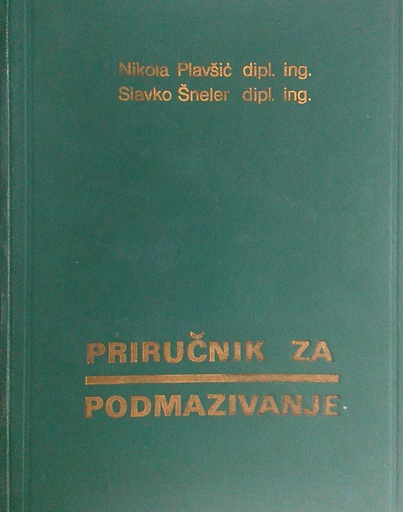 Nikola Plavšić dipl. ing.
Slavko Šneler dipl. ing.
PRIRUČNIK ZA
PODMAZIVANJE